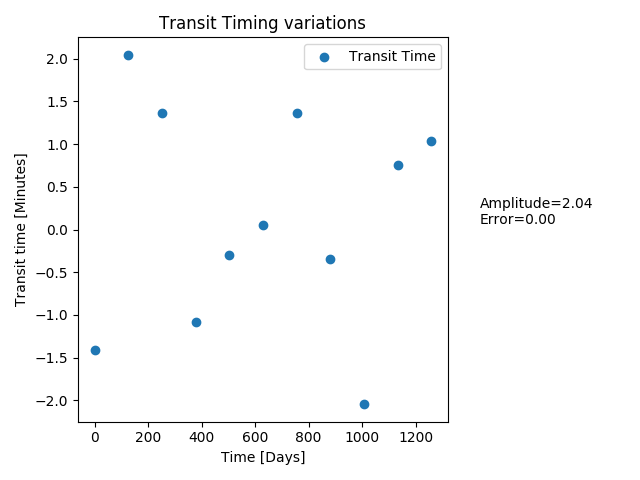 Transit Timing variations
Transit Time
2.0
1.5
1.0
0.5
0.0
−0.5
−1.0
−1.5
−2.0
Transit time [Minutes]
0 200 400 600 800 1000 1200
Time [Days]
Amplitude=2.04
Error=0.00